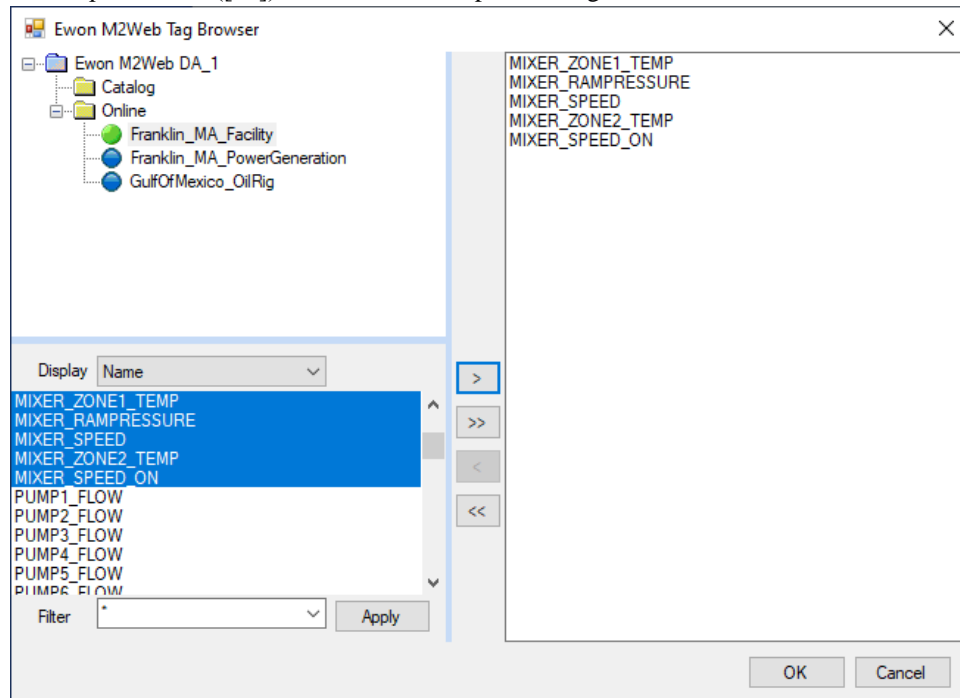 Ewon M2Web Tag Browser
Ewon M2Web DA_1
Catalog
Online
Franklin_MA_Facility
Franklin_MA_PowerGeneration
GulfOfMexico_OilRig
Display Name
MIXER_ZONE1_TEMP
MIXER_RAMPRESSURE
MIXER_SPEED
MIXER_ZONE2_TEMP
MIXER_SPEED_ON
PUMP1_FLOW
PUMP2_FLOW
PUMP3_FLOW
PUMP4_FLOW
PUMP5_FLOW
PUMP6_FLOW
Filter * Apply
>
>>
<
<<
MIXER_ZONE1_TEMP
MIXER_RAMPRESSURE
MIXER_SPEED
MIXER_ZONE2_TEMP
MIXER_SPEED_ON
OK Cancel